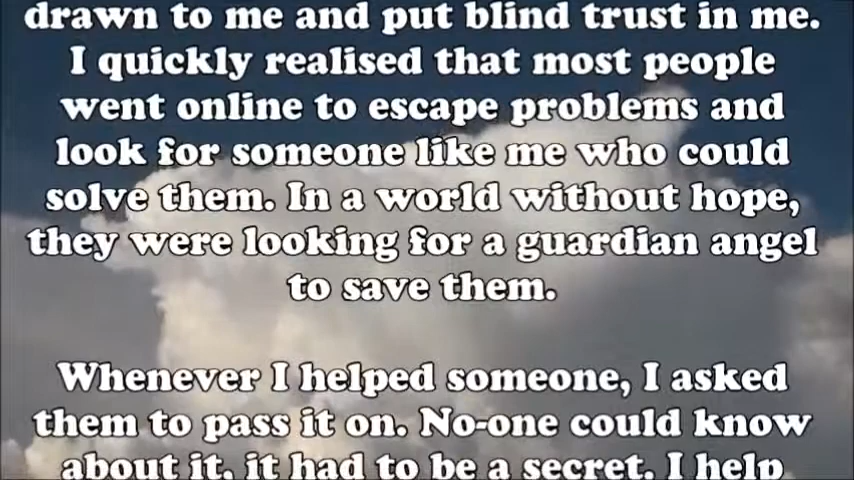 drawn to me and put blind trust in me.
I quickly realised that most people
went online to escape problems and
look for someone like me who could
solve them. In a world without hope,
they were looking for a guardian angel
to save them.
Whenever I helped someone, I asked
them to pass it on. No-one could know
about it, it had to be a secret. I help